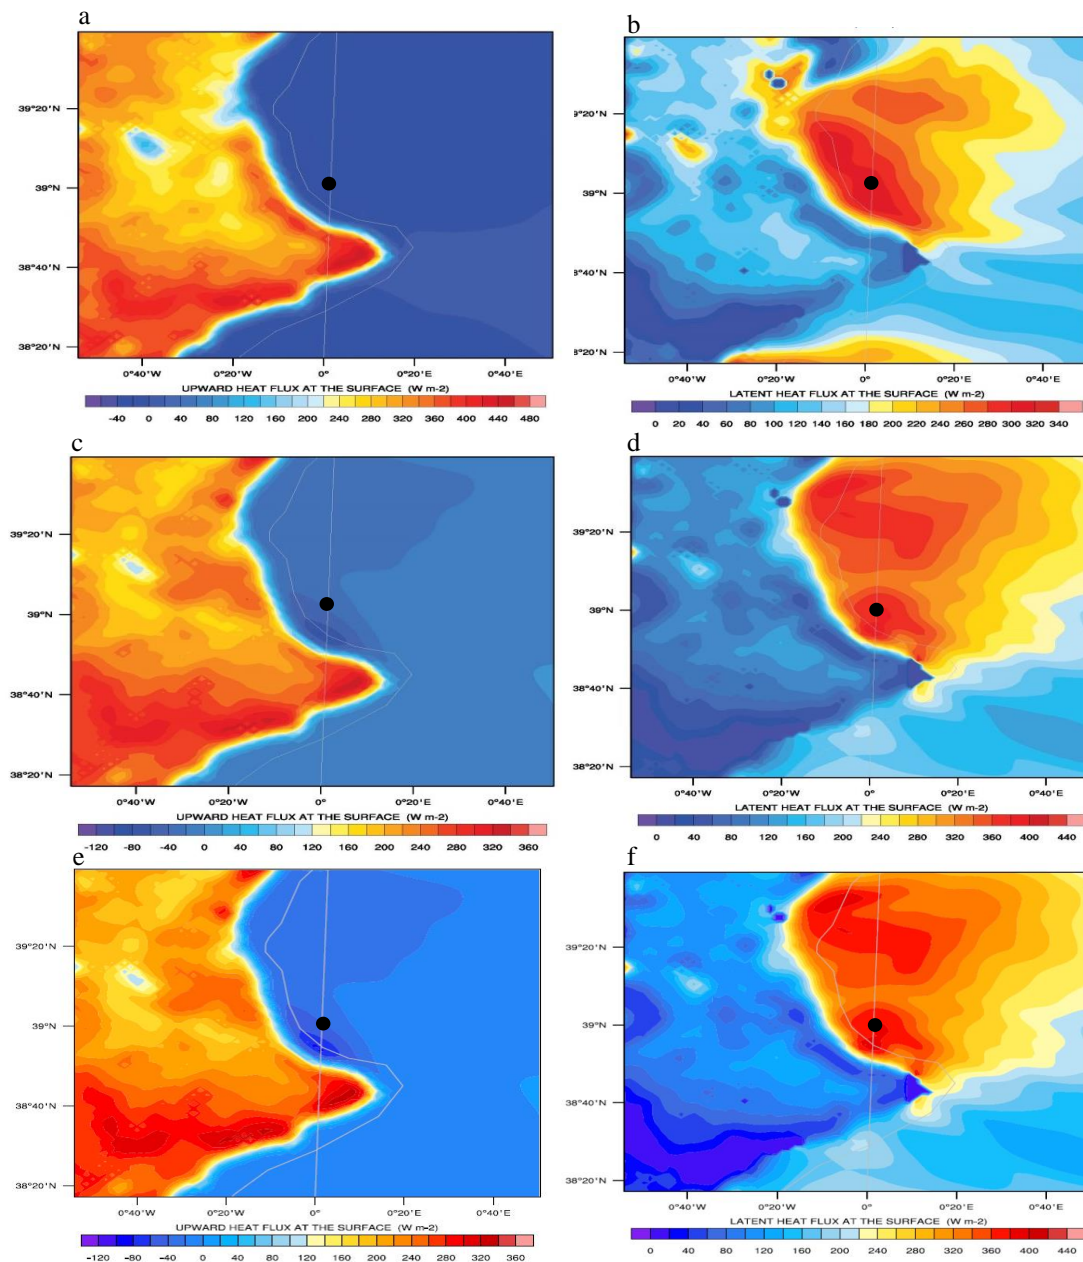 a
39°20'N
39°N
38°40'N
38°20'N
0°40'W 0°20'W 0° 0°20'E
UPWARD HEAT FLUX AT THE SURFACE (W m-2)
-40 0 40 80 120 160 200 240 280 320 360 400 440 480
b
39°20'N
39°N
38°40'N
38°20'N
0°40'W 0°20'W 0° 0°20'E 0°40'E
LATENT HEAT FLUX AT THE SURFACE (W m-2)
0 20 40 60 80 100 120 140 160 180 200 220 240 260 280 300 320 340
c
39°20'N
39°N
38°40'N
38°20'N
0°40'W 0°20'W 0° 0°20'E 0°40'E
UPWARD HEAT FLUX AT THE SURFACE (W m-2)
-120 -80 -40 0 40 80 120 160 200 240 280 320 360
d
39°20'N
39°N
38°40'N
38°20'N
0°40'W 0°20'W 0° 0°20'E 0°40'E
LATENT HEAT FLUX AT THE SURFACE (W m-2)
0 40 80 120 160 200 240 280 320 360 400 440
e
39°20'N
39°N
38°40'N
38°20'N
0°40'W 0°20'W 0° 0°20'E 0°40'E
UPWARD HEAT FLUX AT THE SURFACE (W m-2)
-120 -80 -40 0 40 80 120 160 200 240 280 320 360
f
39°20'N
39°N
38°40'N
38°20'N
0°40'W 0°20'W 0° 0°20'E 0°40'E
LATENT HEAT FLUX AT THE SURFACE (W m-2)
0 40 80 120 160 200 240 280 320 360 400 440